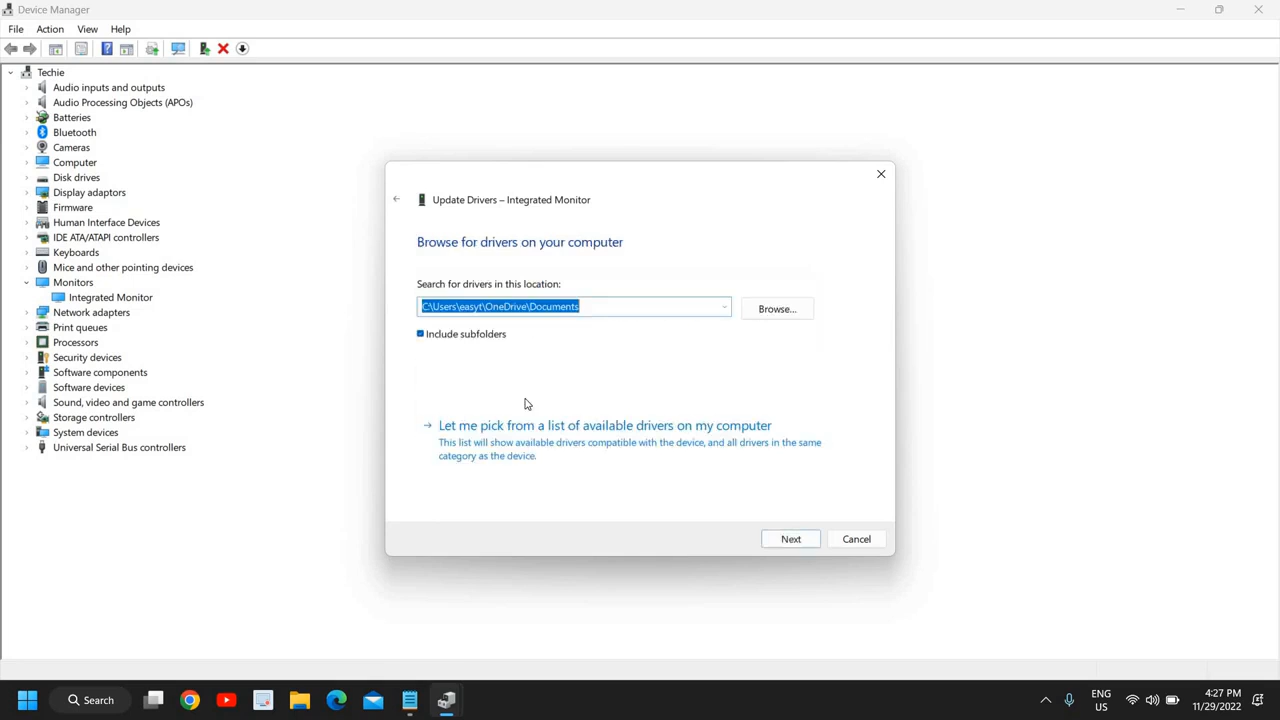 Device Manager
File Action View Help
Techie
Audio inputs and outputs
Audio Processing Objects (APOs)
Batteries
Bluetooth
Cameras
Computer
Disk drives
Display adaptors
Firmware
Human Interface Devices
IDE ATA/ATAPI controllers
Keyboards
Mice and other pointing devices
Monitors
Integrated Monitor
Network adapters
Print queues
Processors
Security devices
Software components
Software devices
Sound, video and game controllers
Storage controllers
System devices
Universal Serial Bus controllers
Update Drivers – Integrated Monitor
Browse for drivers on your computer
Search for drivers in this location:
C:\Users\easyt\OneDrive\Documents
Browse...
Include subfolders
Let me pick from a list of available drivers on my computer
This list will show available drivers compatible with the device, and all drivers in the same
category as the device.
Next Cancel
Search
ENG
US
4:27 PM
11/29/2022